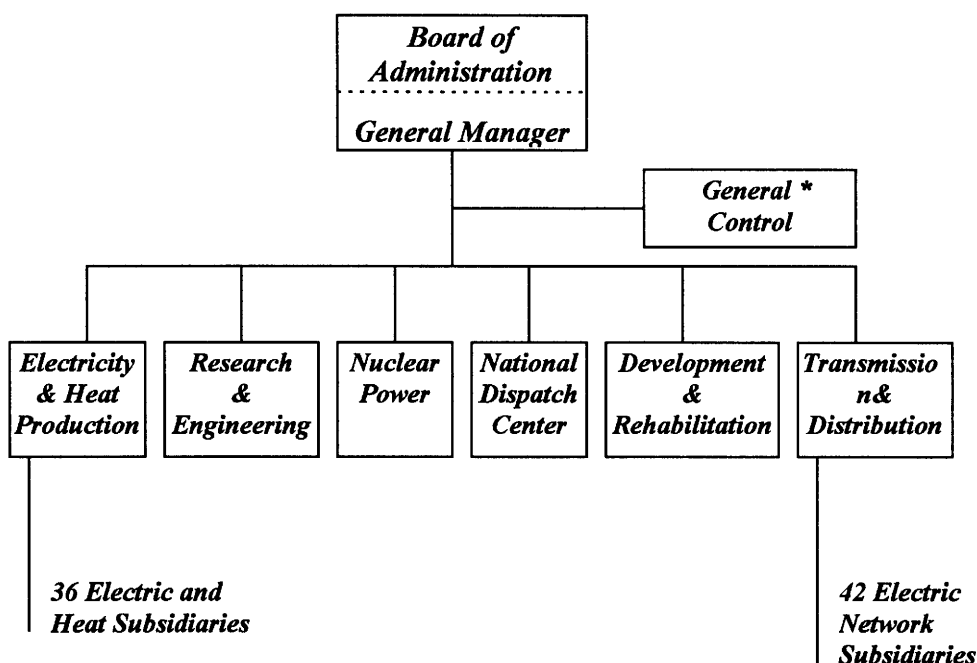 Board of
Administration
General Manager
General *
Control
Electricity
& Heat
Production
Research
&
Engineering
Nuclear
Power
National
Dispatch
Center
Development
&
Rehabilitation
Transmissio
n&
Distribution
36 Electric and
Heat Subsidiaries
42 Electric
Network
Subsidiaries